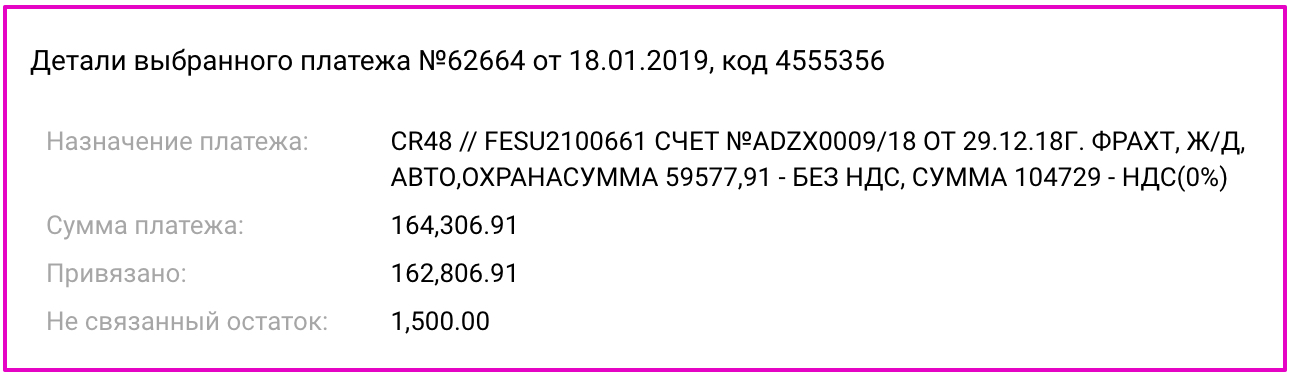 Детали выбранного платежа №62664 от 18.01.2019, код 4555356
Назначение платежа: CR48 // FESU2100661 СЧЕТ №ADZX0009/18 ОТ 29.12.18Г. ФРАХТ, Ж/Д,
АВТО,ОХРАНАСУММА 59577,91 - БЕЗ НДС, СУММА 104729 - НДС(0%)
Сумма платежа: 164,306.91
Привязано: 162,806.91
Не связанный остаток: 1,500.00